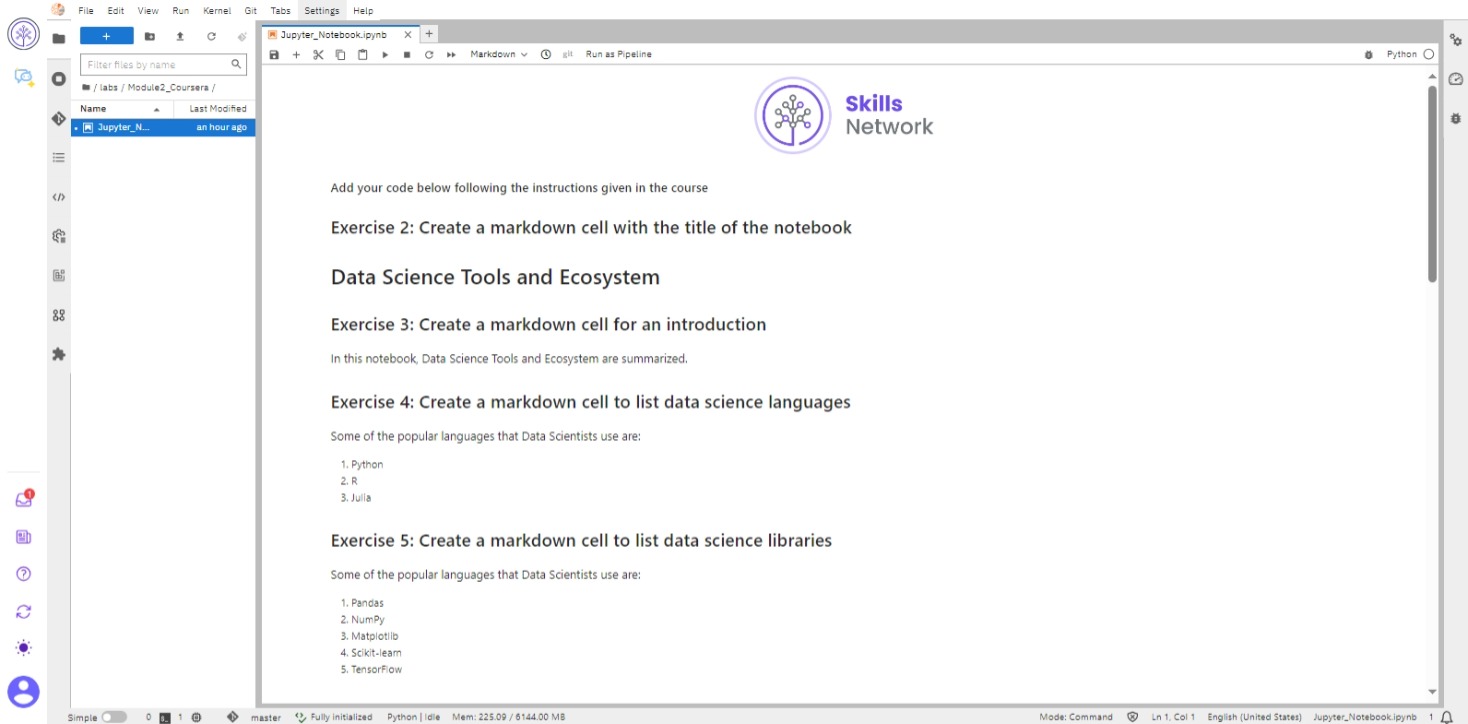 File Edit View Run Kernel Git Tabs Settings Help
Jupyter_Notebook.ipynb
Markdown git Run as Pipeline Python
Filter files by name
/ labs / Module2_Coursera /
Name Last Modified
Jupyter_N... an hour ago
Skills
Network
Add your code below following the instructions given in the course
Exercise 2: Create a markdown cell with the title of the notebook
Data Science Tools and Ecosystem
Exercise 3: Create a markdown cell for an introduction
In this notebook, Data Science Tools and Ecosystem are summarized.
Exercise 4: Create a markdown cell to list data science languages
Some of the popular languages that Data Scientists use are:
1. Python
2. R
3. Julia
Exercise 5: Create a markdown cell to list data science libraries
Some of the popular languages that Data Scientists use are:
1. Pandas
2. NumPy
3. Matplotlib
4. Scikit-learn
5. TensorFlow
1
Simple 0 1 master Fully initialized Python | Idle Mem: 225.09 / 6144.00 MB Mode: Command Ln 1, Col 1 English (United States) Jupyter_Notebook.ipynb 1